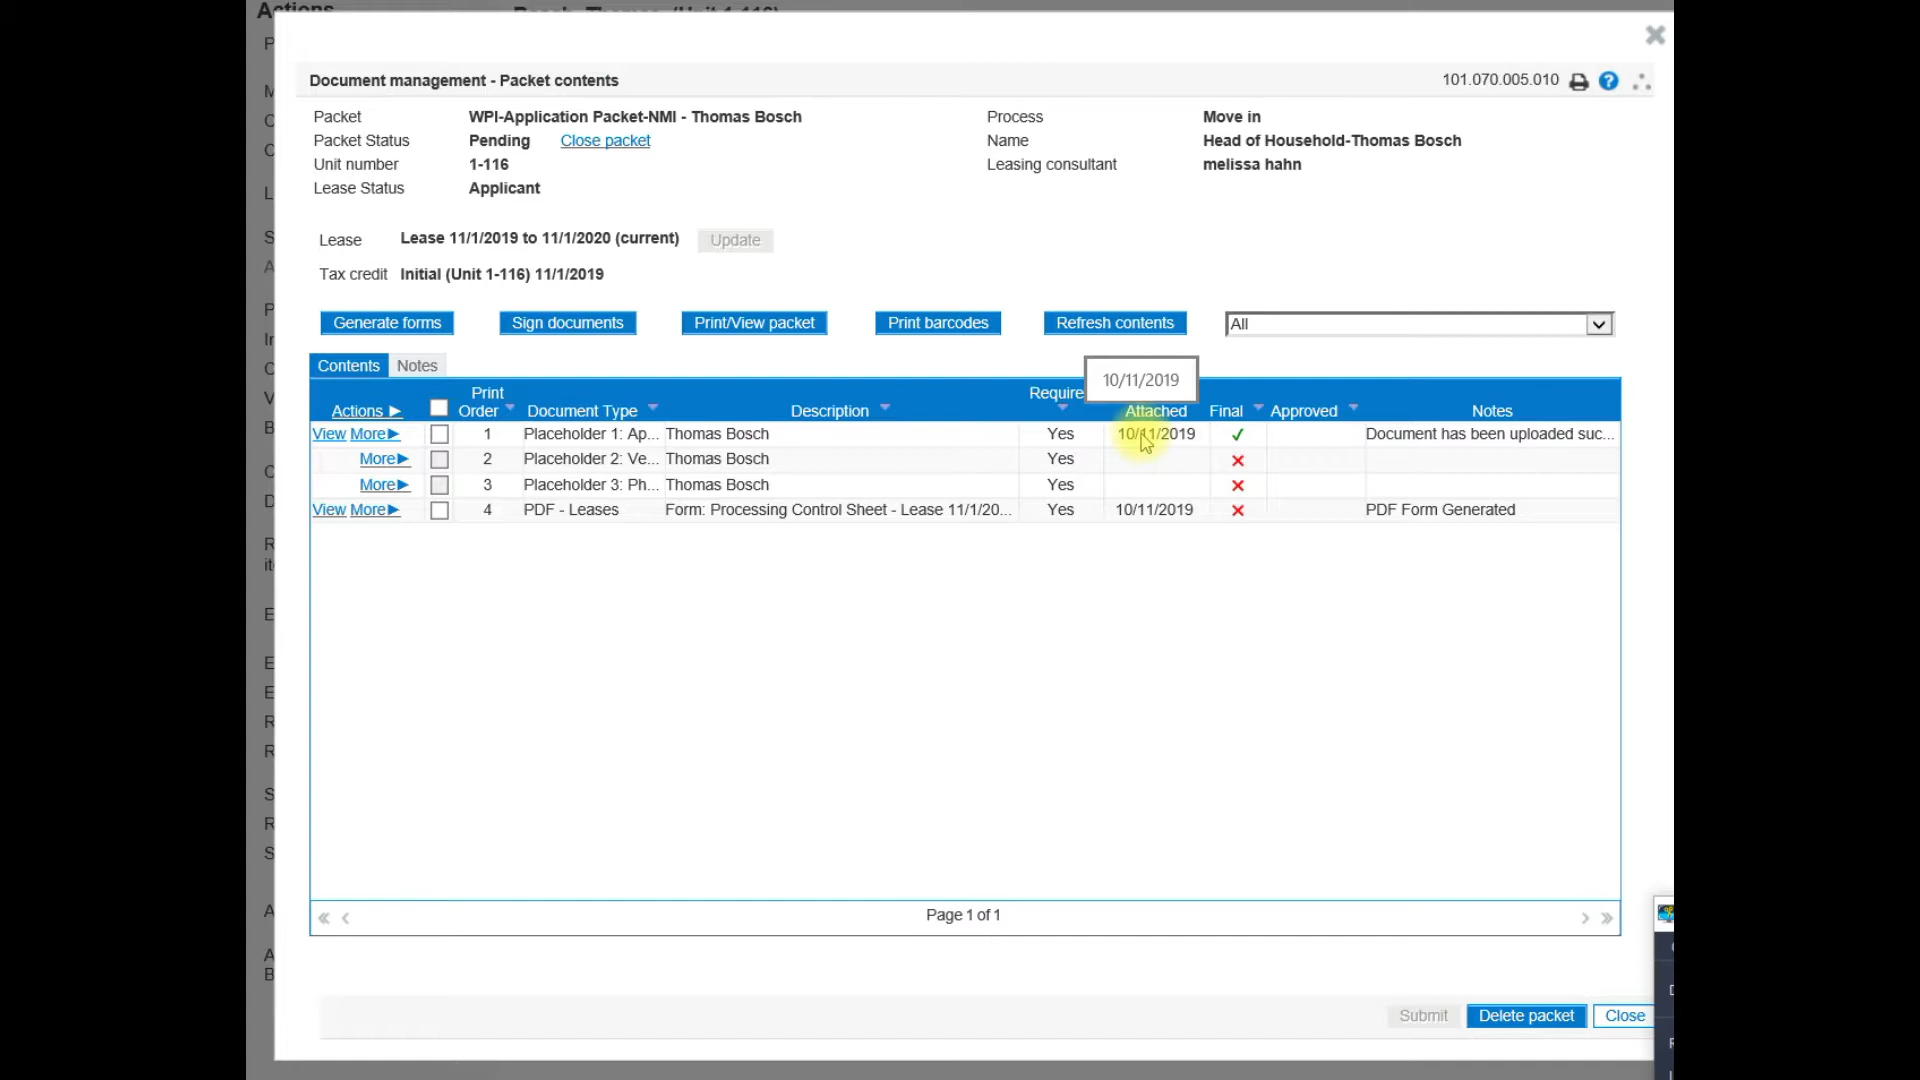 Actions
Document management - Packet contents
101.070.005.010
Packet WPI-Application Packet-NMI - Thomas Bosch
Process Move in
Packet Status Pending Close packet
Name Head of Household-Thomas Bosch
Unit number 1-116
Leasing consultant melissa hahn
Lease Status Applicant
Lease Lease 11/1/2019 to 11/1/2020 (current) Update
Tax credit Initial (Unit 1-116) 11/1/2019
Generate forms Sign documents Print/View packet Print barcodes Refresh contents All
Contents Notes
10/11/2019
Actions Print Order Document Type Description Require Attached Final Approved Notes
View More 1 Placeholder 1: Ap... Thomas Bosch Yes 10/11/2019 Document has been uploaded suc...
More 2 Placeholder 2: Ve... Thomas Bosch Yes
More 3 Placeholder 3: Ph... Thomas Bosch Yes
View More 4 PDF - Leases Form: Processing Control Sheet - Lease 11/1/20... Yes 10/11/2019 PDF Form Generated
Page 1 of 1
Submit Delete packet Close